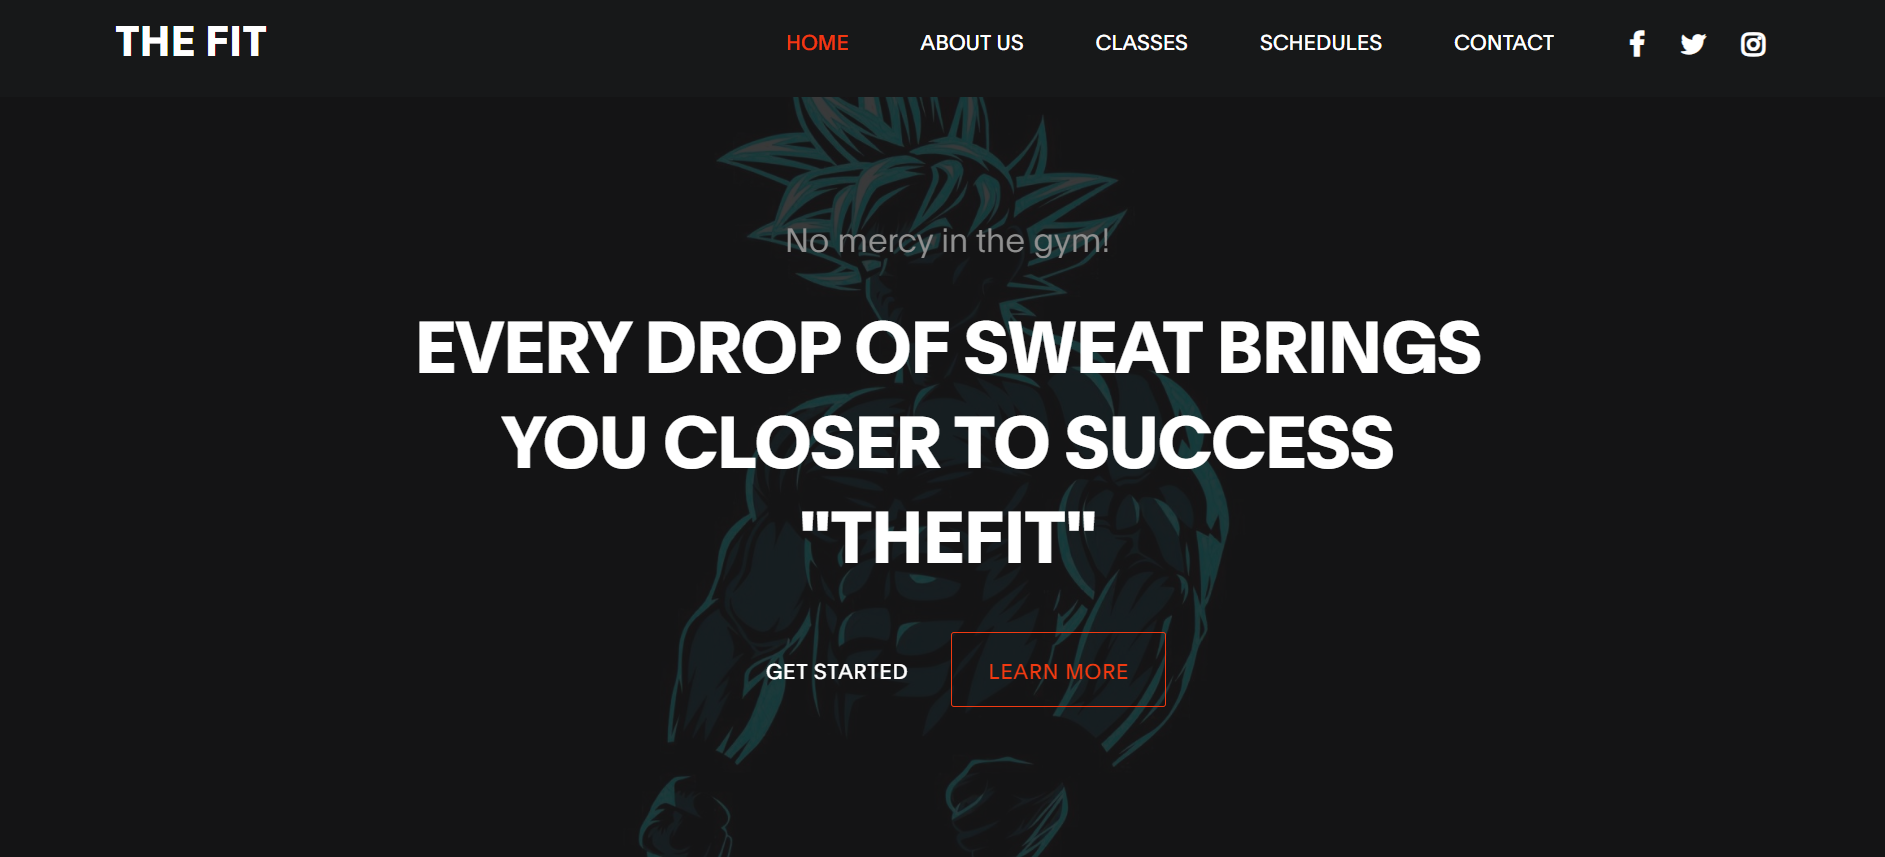 THE FIT
HOME ABOUT US CLASSES SCHEDULES CONTACT
No mercy in the gym!
EVERY DROP OF SWEAT BRINGS
YOU CLOSER TO SUCCESS
"THEFIT"
GET STARTED LEARN MORE